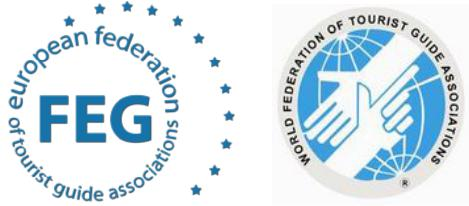 european federation
of tourist guide associations
FEG
WORLD FEDERATION OF TOURIST GUIDE ASSOCIATIONS
®